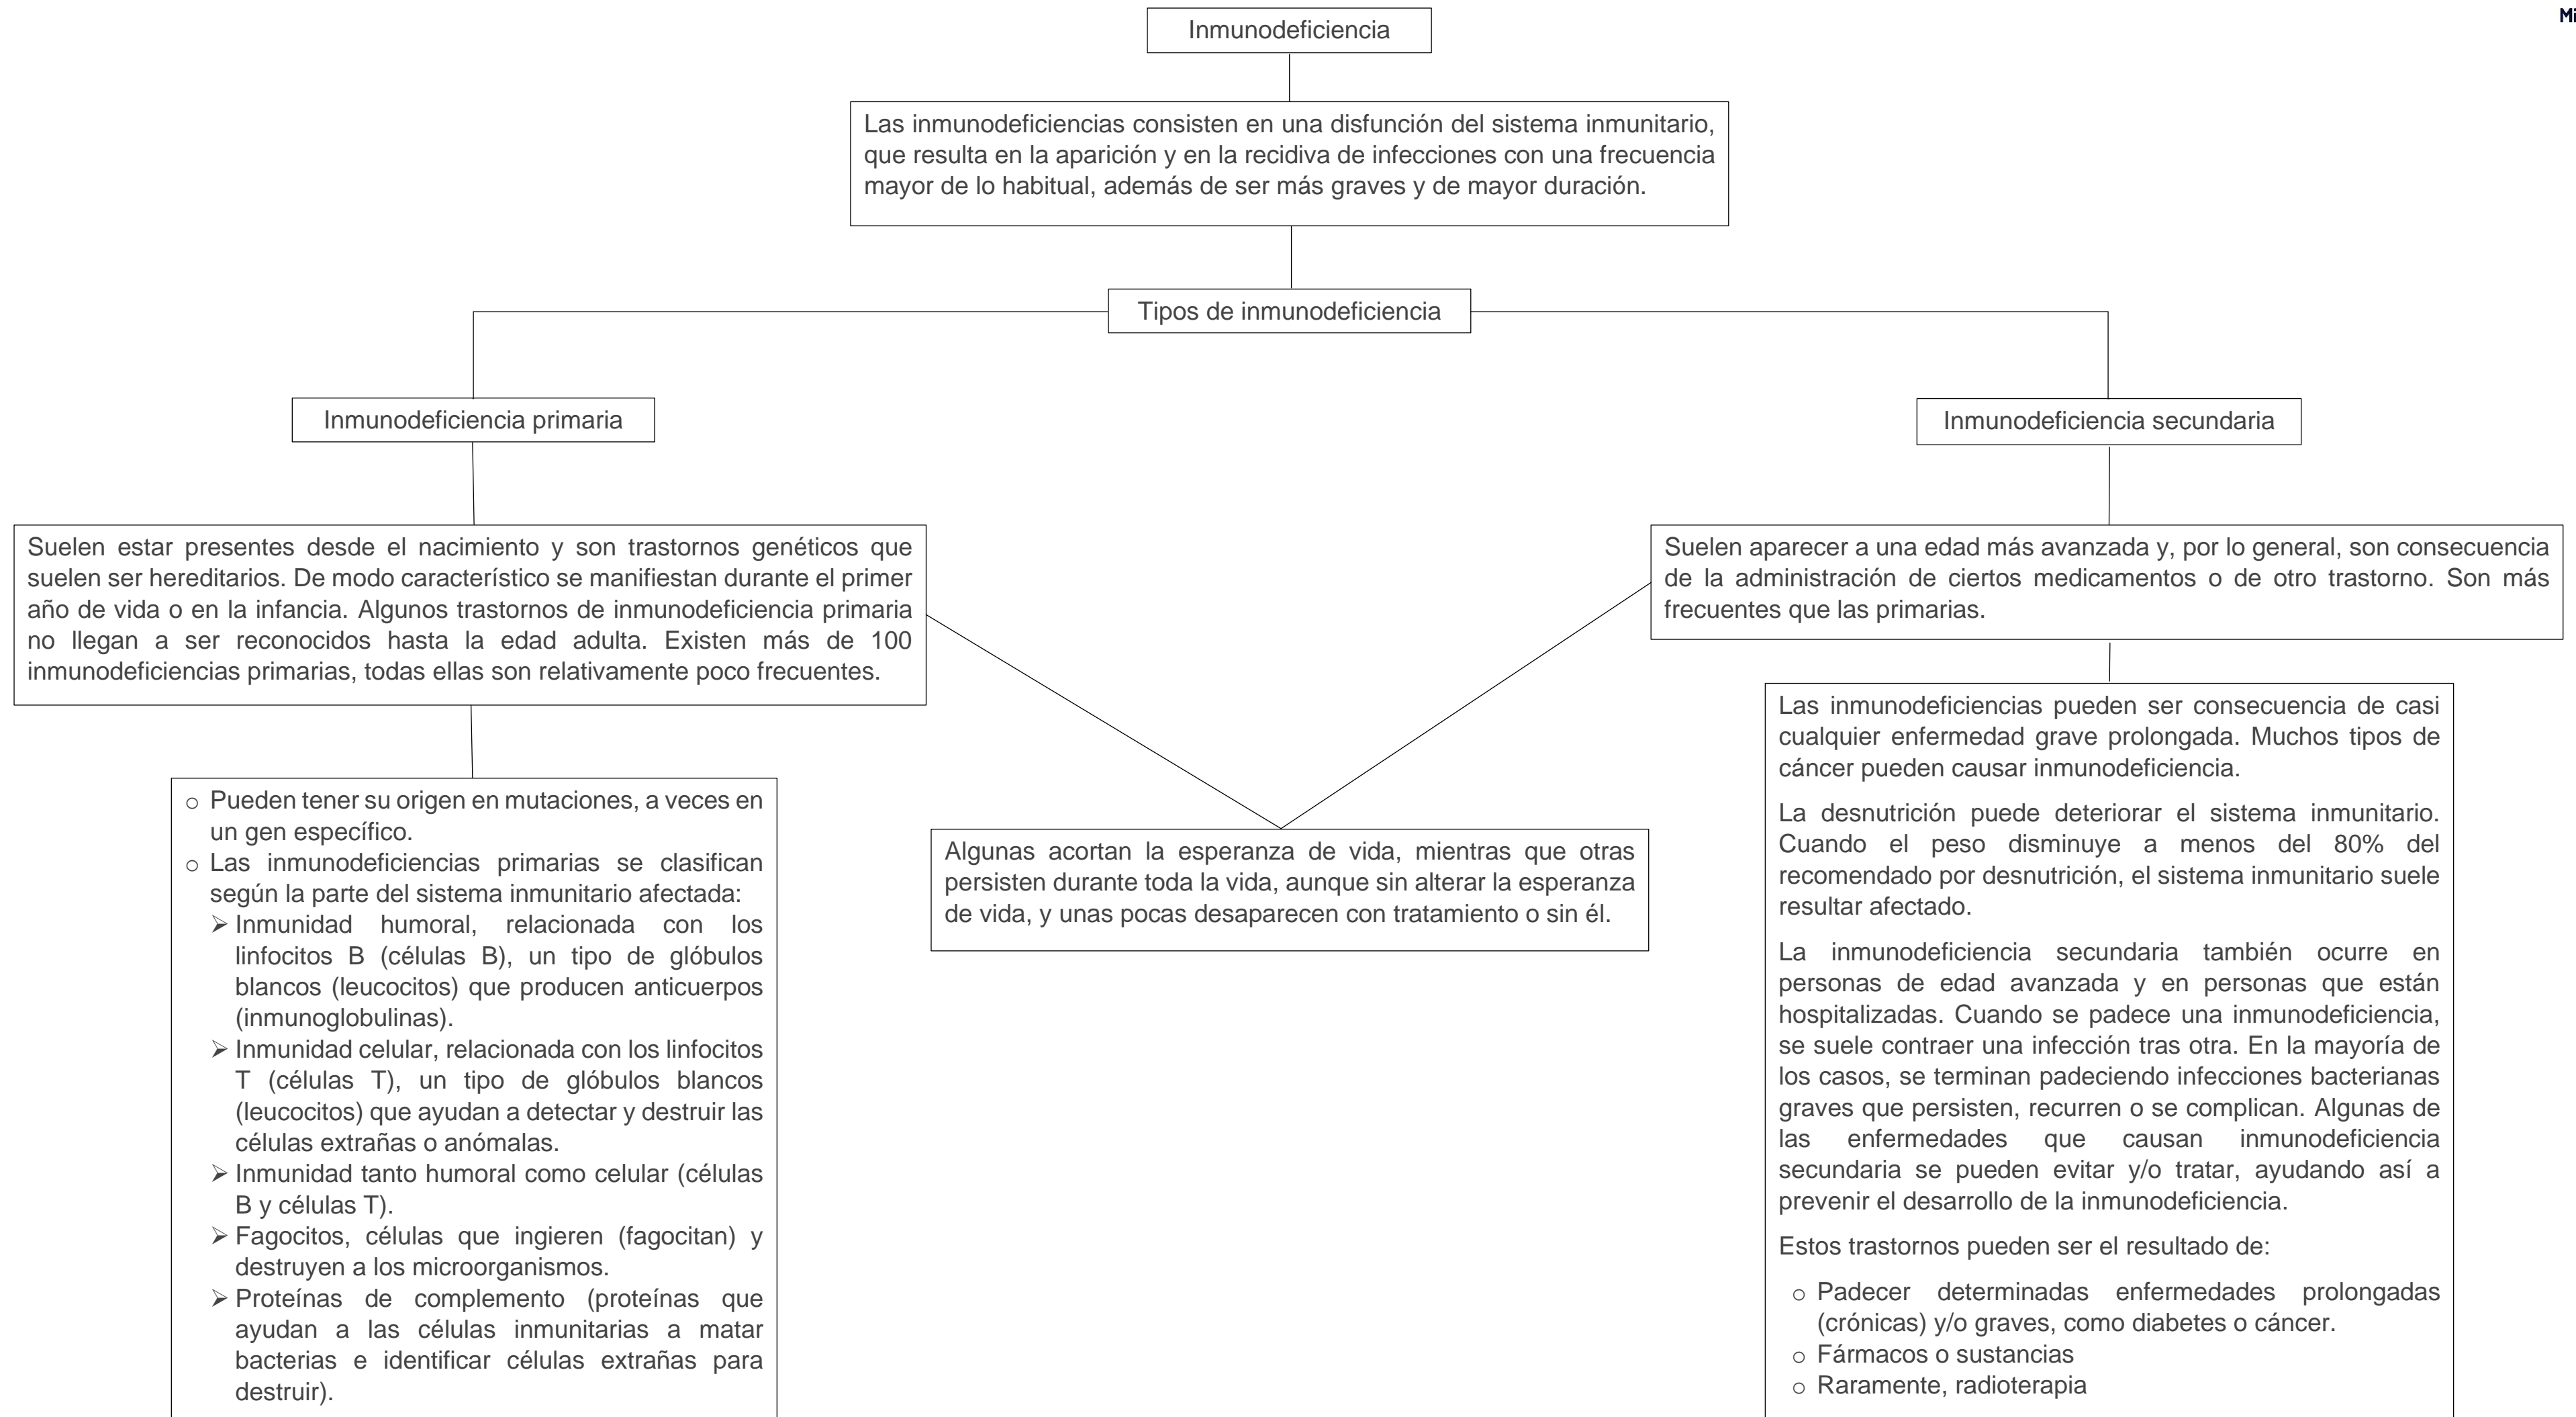 Mi
Inmunodeficiencia
Las inmunodeficiencias consisten en una disfunción del sistema inmunitario,
que resulta en la aparición y en la recidiva de infecciones con una frecuencia
mayor de lo habitual, además de ser más graves y de mayor duración.
Tipos de inmunodeficiencia
Inmunodeficiencia primaria
Suelen estar presentes desde el nacimiento y son trastornos genéticos que
suelen ser hereditarios. De modo característico se manifiestan durante el primer
año de vida o en la infancia. Algunos trastornos de inmunodeficiencia primaria
no llegan a ser reconocidos hasta la edad adulta. Existen más de 100
inmunodeficiencias primarias, todas ellas son relativamente poco frecuentes.
o Pueden tener su origen en mutaciones, a veces en
un gen específico.
o Las inmunodeficiencias primarias se clasifican
según la parte del sistema inmunitario afectada:
➢ Inmunidad humoral, relacionada con los
linfocitos B (células B), un tipo de glóbulos
blancos (leucocitos) que producen anticuerpos
(inmunoglobulinas).
➢ Inmunidad celular, relacionada con los linfocitos
T (células T), un tipo de glóbulos blancos
(leucocitos) que ayudan a detectar y destruir las
células extrañas o anómalas.
➢ Inmunidad tanto humoral como celular (células
B y células T).
➢ Fagocitos, células que ingieren (fagocitan) y
destruyen a los microorganismos.
➢ Proteínas de complemento (proteínas que
ayudan a las células inmunitarias a matar
bacterias e identificar células extrañas para
destruir).
Algunas acortan la esperanza de vida, mientras que otras
persisten durante toda la vida, aunque sin alterar la esperanza
de vida, y unas pocas desaparecen con tratamiento o sin él.
Inmunodeficiencia secundaria
Suelen aparecer a una edad más avanzada y, por lo general, son consecuencia
de la administración de ciertos medicamentos o de otro trastorno. Son más
frecuentes que las primarias.
Las inmunodeficiencias pueden ser consecuencia de casi
cualquier enfermedad grave prolongada. Muchos tipos de
cáncer pueden causar inmunodeficiencia.
La desnutrición puede deteriorar el sistema inmunitario.
Cuando el peso disminuye a menos del 80% del
recomendado por desnutrición, el sistema inmunitario suele
resultar afectado.
La inmunodeficiencia secundaria también ocurre en
personas de edad avanzada y en personas que están
hospitalizadas. Cuando se padece una inmunodeficiencia,
se suele contraer una infección tras otra. En la mayoría de
los casos, se terminan padeciendo infecciones bacterianas
graves que persisten, recurren o se complican. Algunas de
las enfermedades que causan inmunodeficiencia
secundaria se pueden evitar y/o tratar, ayudando así a
prevenir el desarrollo de la inmunodeficiencia.
Estos trastornos pueden ser el resultado de:
o Padecer determinadas enfermedades prolongadas
(crónicas) y/o graves, como diabetes o cáncer.
o Fármacos o sustancias
o Raramente, radioterapia